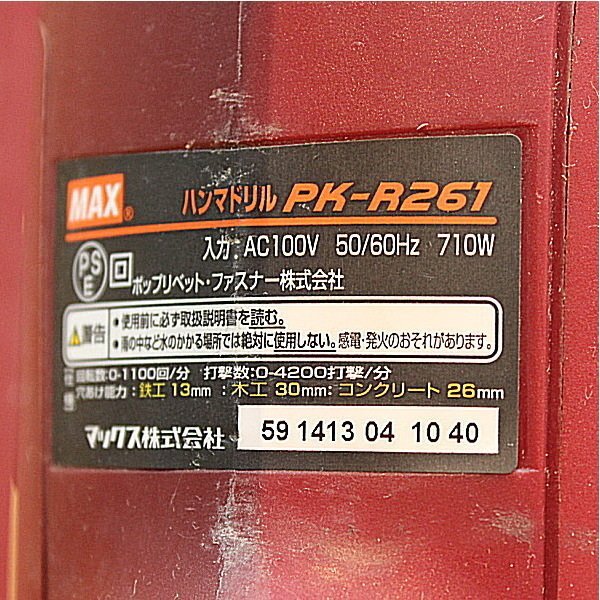 MAX® ハンマドリル PK-R261
入力：AC100V 50/60Hz 710W
PS
E
ポップリベット・ファスナー株式会社
警告
・使用前に必ず取扱説明書を読む。
・雨の中など水のかかる場所では絶対に使用しない。感電・発火のおそれがあります。
仕様
回転数:0-1100回/分 打撃数:0-4200打撃/分
穴あけ能力：鉄工 13mm：木工 30mm：コンクリート 26mm
マックス株式会社 59 1413 04 10 40